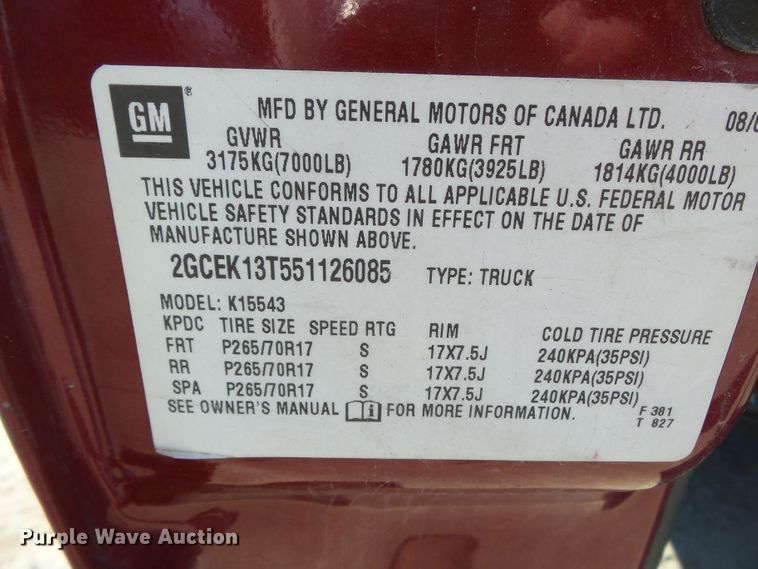 GM ®
MFD BY GENERAL MOTORS OF CANADA LTD. 08/0
GVWR GAWR FRT GAWR RR
3175KG(7000LB) 1780KG(3925LB) 1814KG(4000LB)
THIS VEHICLE CONFORMS TO ALL APPLICABLE U.S. FEDERAL MOTOR
VEHICLE SAFETY STANDARDS IN EFFECT ON THE DATE OF
MANUFACTURE SHOWN ABOVE.
2GCEK13T551126085 TYPE: TRUCK
MODEL: K15543
KPDC TIRE SIZE SPEED RTG RIM COLD TIRE PRESSURE
FRT P265/70R17 S 17X7.5J 240KPA(35PSI)
RR P265/70R17 S 17X7.5J 240KPA(35PSI)
SPA P265/70R17 S 17X7.5J 240KPA(35PSI)
SEE OWNER'S MANUAL i FOR MORE INFORMATION. F 381
T 827
Purple Wave Auction